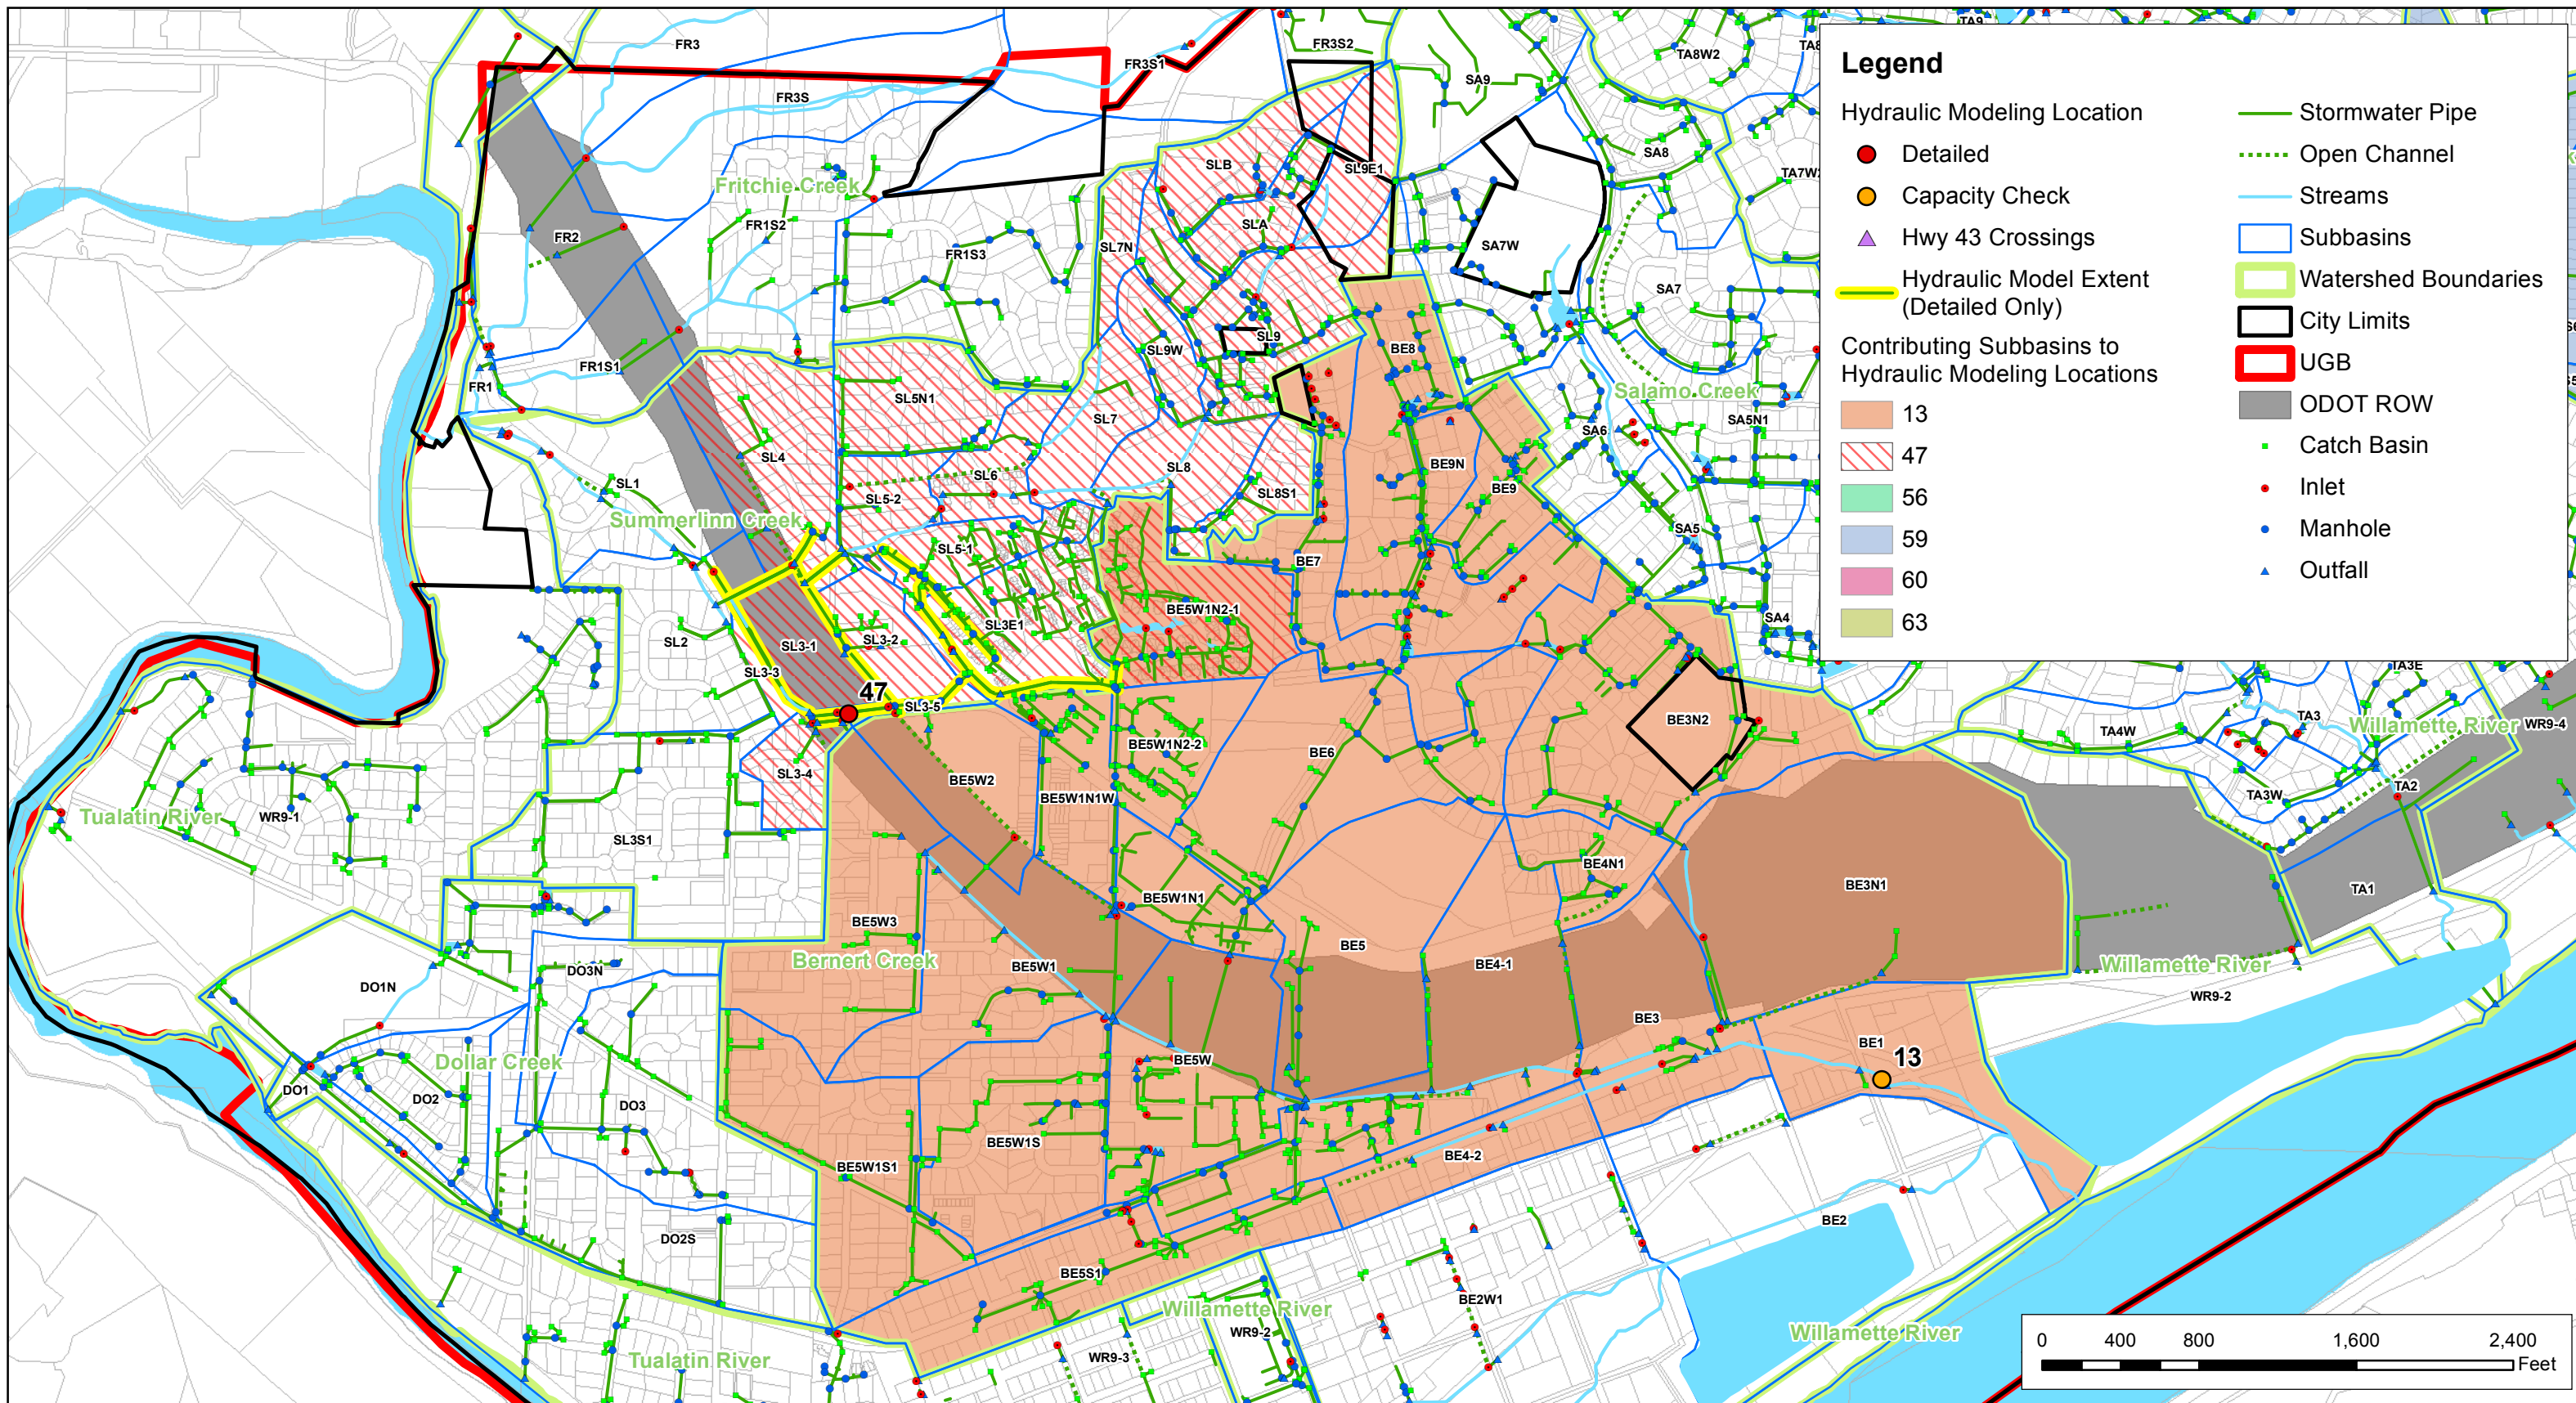 FR3
FR3S1
FR3S2
TA9
TA8
TA8W2
SA9
FR3S
SA8
TA7W2
SLB
SL9E1
Fritchie Creek
FR1S2
FR2
FR1S3
SL7N
SLA
SA7W
SA7
SL9W
SL9
BE8
FR1
FR1S1
SL5N1
SL7
Salamo Creek
SA6
SA5N1
SL4
SL6
SL8
BE9N
BE9
SL1
SL5-2
SL8S1
Summerlinn Creek
SL5-1
SA5
BE7
BE5W1N2-1
SL3E1
SA4
SL2
SL3-1
SL3-2
SL3-3
47
SL3-5
BE3N2
BE5W1N2-2
BE6
TA3E
TA3
TA4W
Willamette River
WR9-4
SL3-4
BE5W2
BE5W1N1W
TA3W
TA2
Tualatin River
WR9-1
SL3S1
BE4N1
BE3N1
TA1
BE5W1N1
BE5W3
BE5
Bernert Creek
BE5W1
BE4-1
Willamette River
WR9-2
DO3N
DO1N
BE3
BE1
13
Dollar Creek
BE5W
DO1
DO2
DO3
BE5W1S
BE4-2
BE5W1S1
BE2
DO2S
BE5S1
BE2W1
Willamette River
WR9-2
Willamette River
WR9-3
Tualatin River
Legend
Hydraulic Modeling Location
Detailed
Capacity Check
Hwy 43 Crossings
Hydraulic Model Extent
(Detailed Only)
Contributing Subbasins to
Hydraulic Modeling Locations
13
47
56
59
60
63
Stormwater Pipe
Open Channel
Streams
Subbasins
Watershed Boundaries
City Limits
UGB
ODOT ROW
Catch Basin
Inlet
Manhole
Outfall
0 400 800 1,600 2,400
Feet